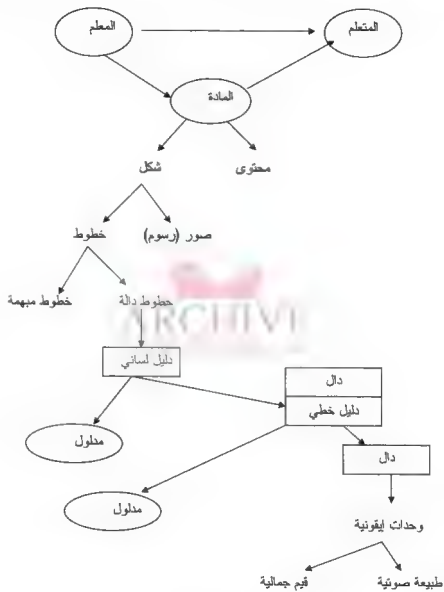 المتعلم
المعلم
المادة
محتوى
شكل
صور (رسوم)
خطوط
خطوط دالة
خطوط مبهمة
ARCHIVE
دليل لساني
دال
دليل خطي
مدلول
دال
مدلول
وحدات إيقونية
طبيعة صوتية
قيم جمالية